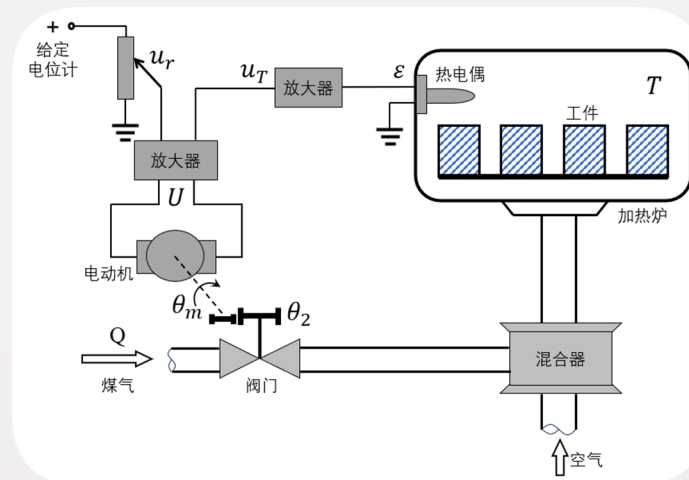 +
给定
电位计
u_r
u_T
放大器
ε
热电偶
T
工件
放大器
U
加热炉
电动机
θ_m
θ_2
Q
煤气
阀门
混合器
空气